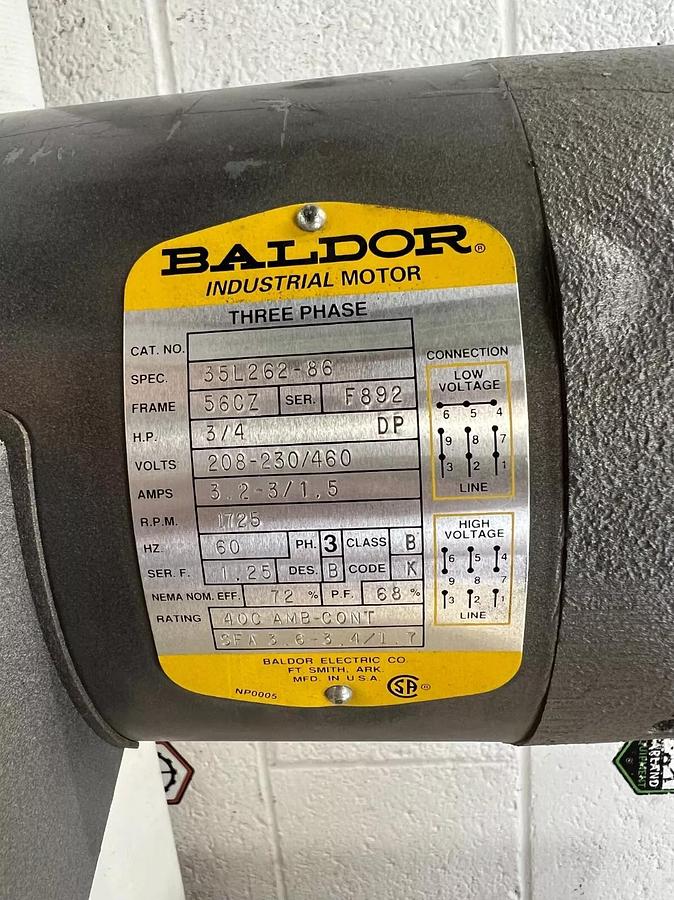 BALDOR®
INDUSTRIAL MOTOR
THREE PHASE
CAT. NO.
SPEC. 35L262-86
FRAME 56CZ SER. F892
H.P. 3/4 DP
VOLTS 208-230/460
AMPS 3.2-3/1.5
R.P.M. 1725
HZ. 60 PH. 3 CLASS B
SER. F. 1.25 DES. B CODE K
NEMA NOM. EFF. 72 % P.F. 68 %
RATING 40C AMB-CONT
SFA 3.6-3.4/1.7
CONNECTION
LOW
VOLTAGE
6 5 4
9 8 7
3 2 1
LINE
HIGH
VOLTAGE
6 5 4
9 8 7
3 2 1
LINE
BALDOR ELECTRIC CO.
FT. SMITH, ARK.
MFD. IN U.S.A.
NP0005
SA ®
EQUIPMENT